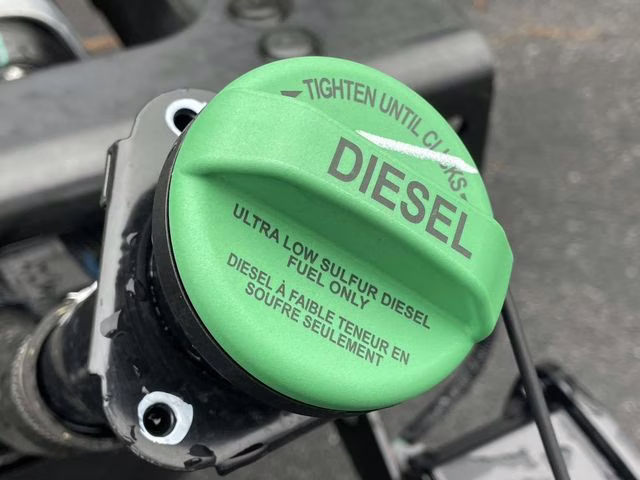 TIGHTEN UNTIL CLICKS
DIESEL
ULTRA LOW SULFUR DIESEL
FUEL ONLY
DIESEL À FAIBLE TENEUR EN
SOUFRE SEULEMENT